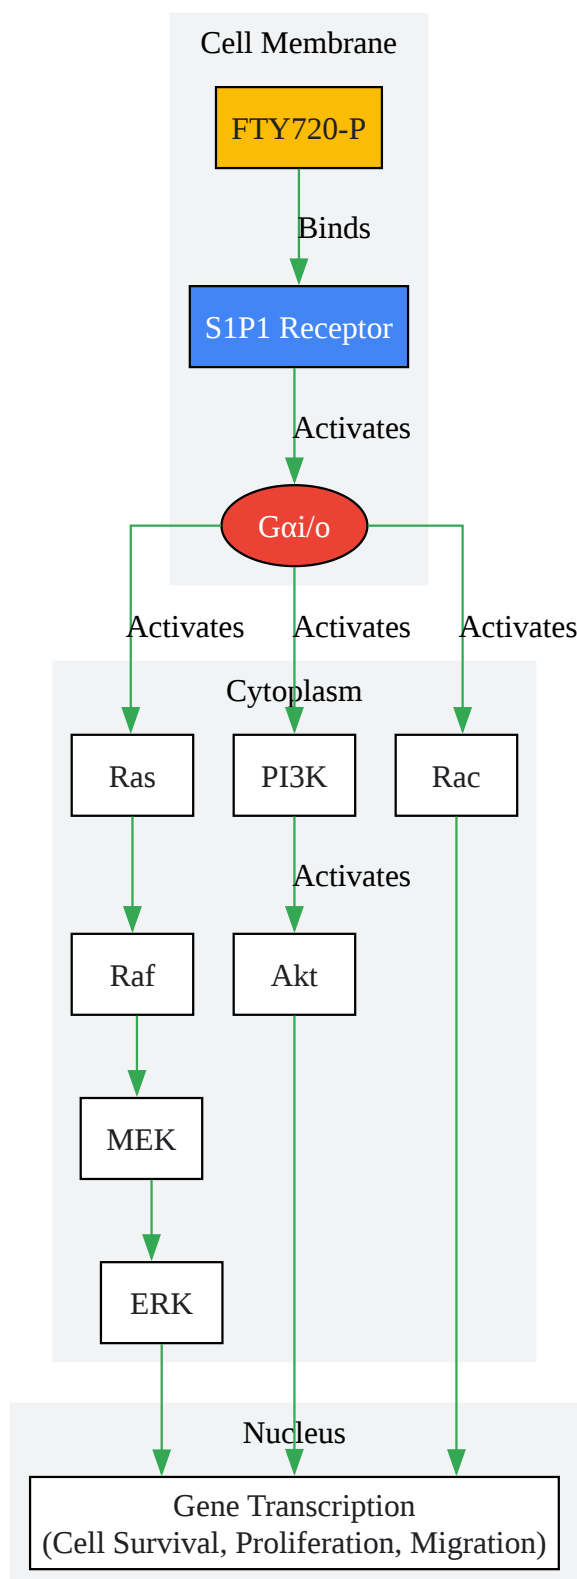 Cell Membrane
FTY720-P
Binds
S1P1 Receptor
Activates
Gαi/o
Activates Activates Activates
Cytoplasm
Ras PI3K Rac
Activates
Raf Akt
MEK
ERK
Nucleus
Gene Transcription
(Cell Survival, Proliferation, Migration)